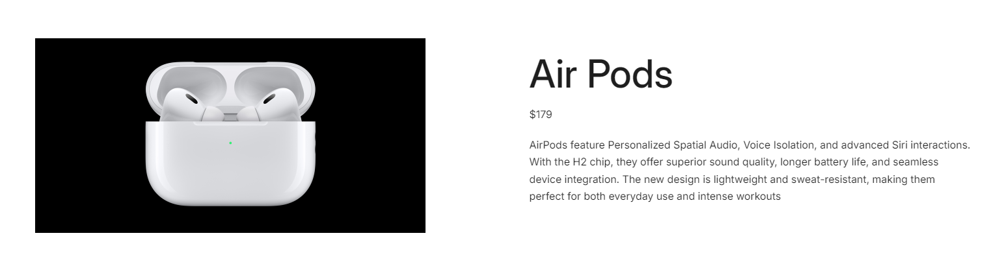 Air Pods
$179
AirPods feature Personalized Spatial Audio, Voice Isolation, and advanced Siri interactions.
With the H2 chip, they offer superior sound quality, longer battery life, and seamless
device integration. The new design is lightweight and sweat-resistant, making them
perfect for both everyday use and intense workouts